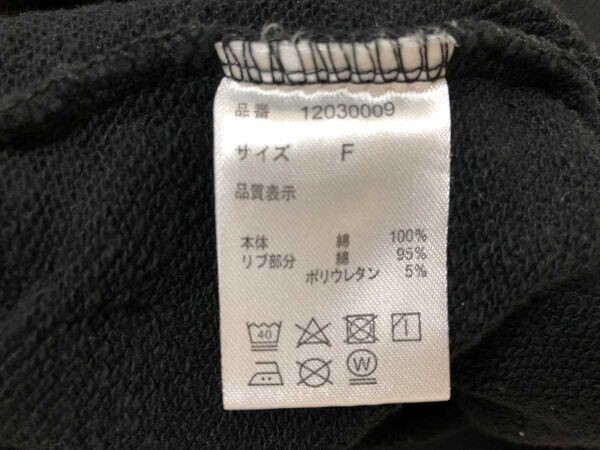 品番 12030009
サイズ F
品質表示
本体 綿 100%
リブ部分 綿 95%
ポリウレタン 5%
40
W